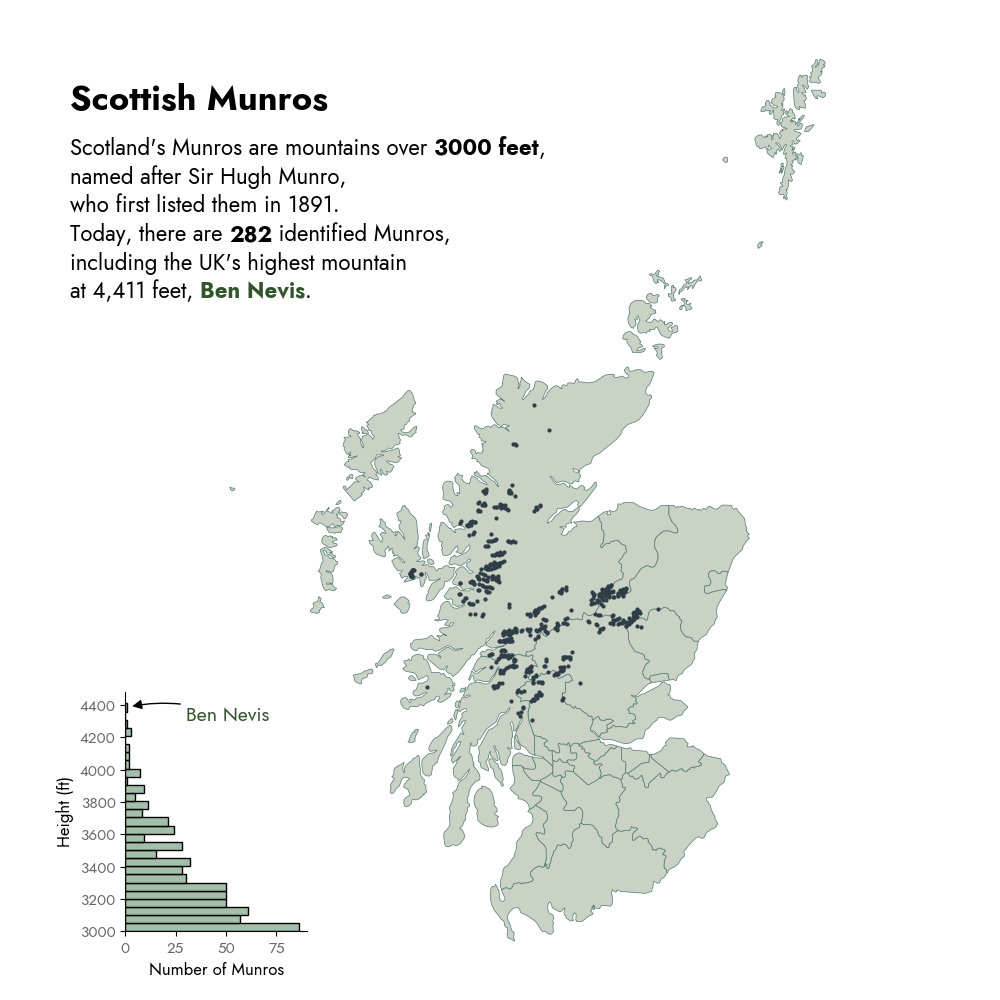 Scottish Munros
Scotland's Munros are mountains over 3000 feet,
named after Sir Hugh Munro,
who first listed them in 1891.
Today, there are 282 identified Munros,
including the UK's highest mountain
at 4,411 feet, Ben Nevis.
4400
Ben Nevis
4200
4000
3800
3600
3400
3200
3000
Height (ft)
0 25 50 75
Number of Munros